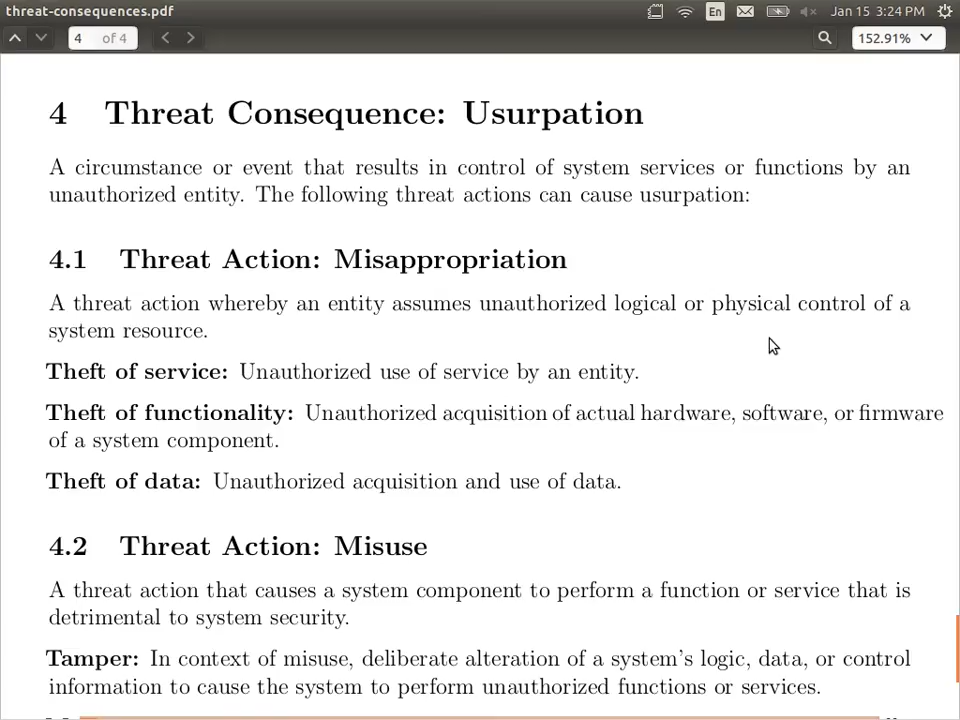 threat-consequences.pdf
En
Jan 15 3:24 PM
4 of 4
152.91%
4 Threat Consequence: Usurpation
A circumstance or event that results in control of system services or functions by an
unauthorized entity. The following threat actions can cause usurpation:
4.1 Threat Action: Misappropriation
A threat action whereby an entity assumes unauthorized logical or physical control of a
system resource.
Theft of service: Unauthorized use of service by an entity.
Theft of functionality: Unauthorized acquisition of actual hardware, software, or firmware
of a system component.
Theft of data: Unauthorized acquisition and use of data.
4.2 Threat Action: Misuse
A threat action that causes a system component to perform a function or service that is
detrimental to system security.
Tamper: In context of misuse, deliberate alteration of a system's logic, data, or control
information to cause the system to perform unauthorized functions or services.